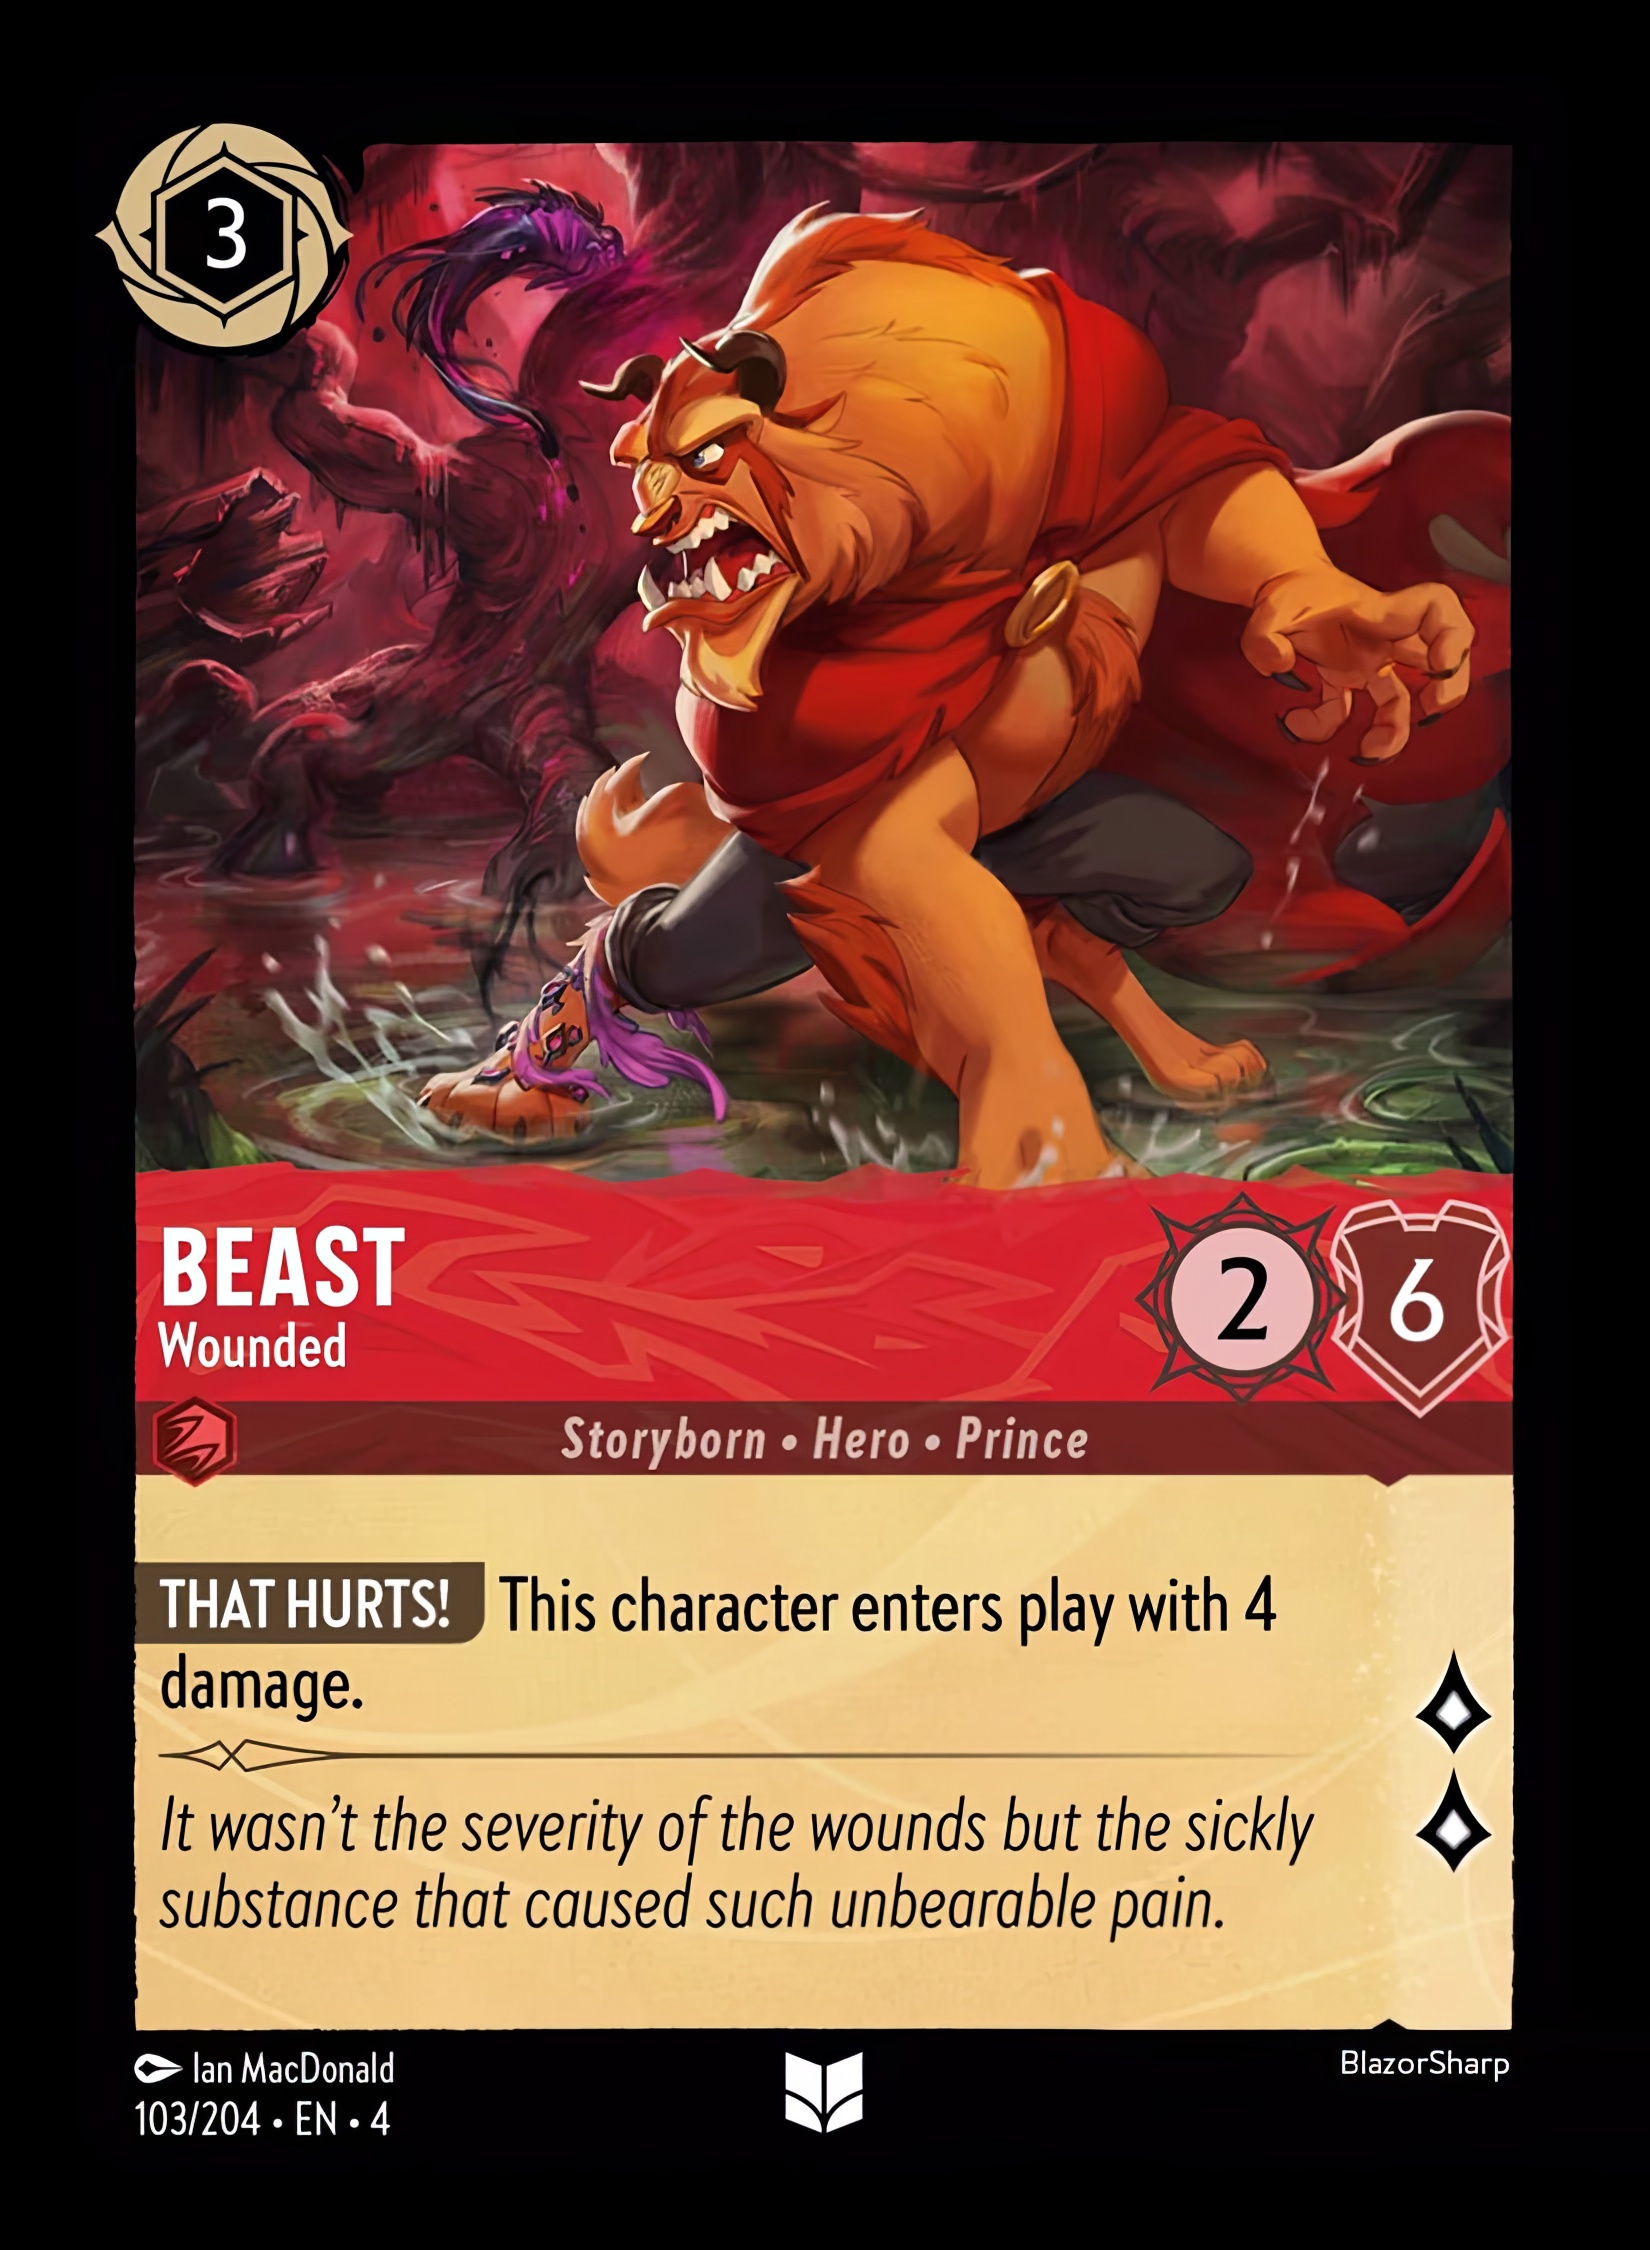 3
BEAST
Wounded
2
6
Storyborn • Hero • Prince
THAT HURTS! This character enters play with 4
damage.
It wasn't the severity of the wounds but the sickly
substance that caused such unbearable pain.
Ian MacDonald
103/204 • EN • 4
BlazorSharp